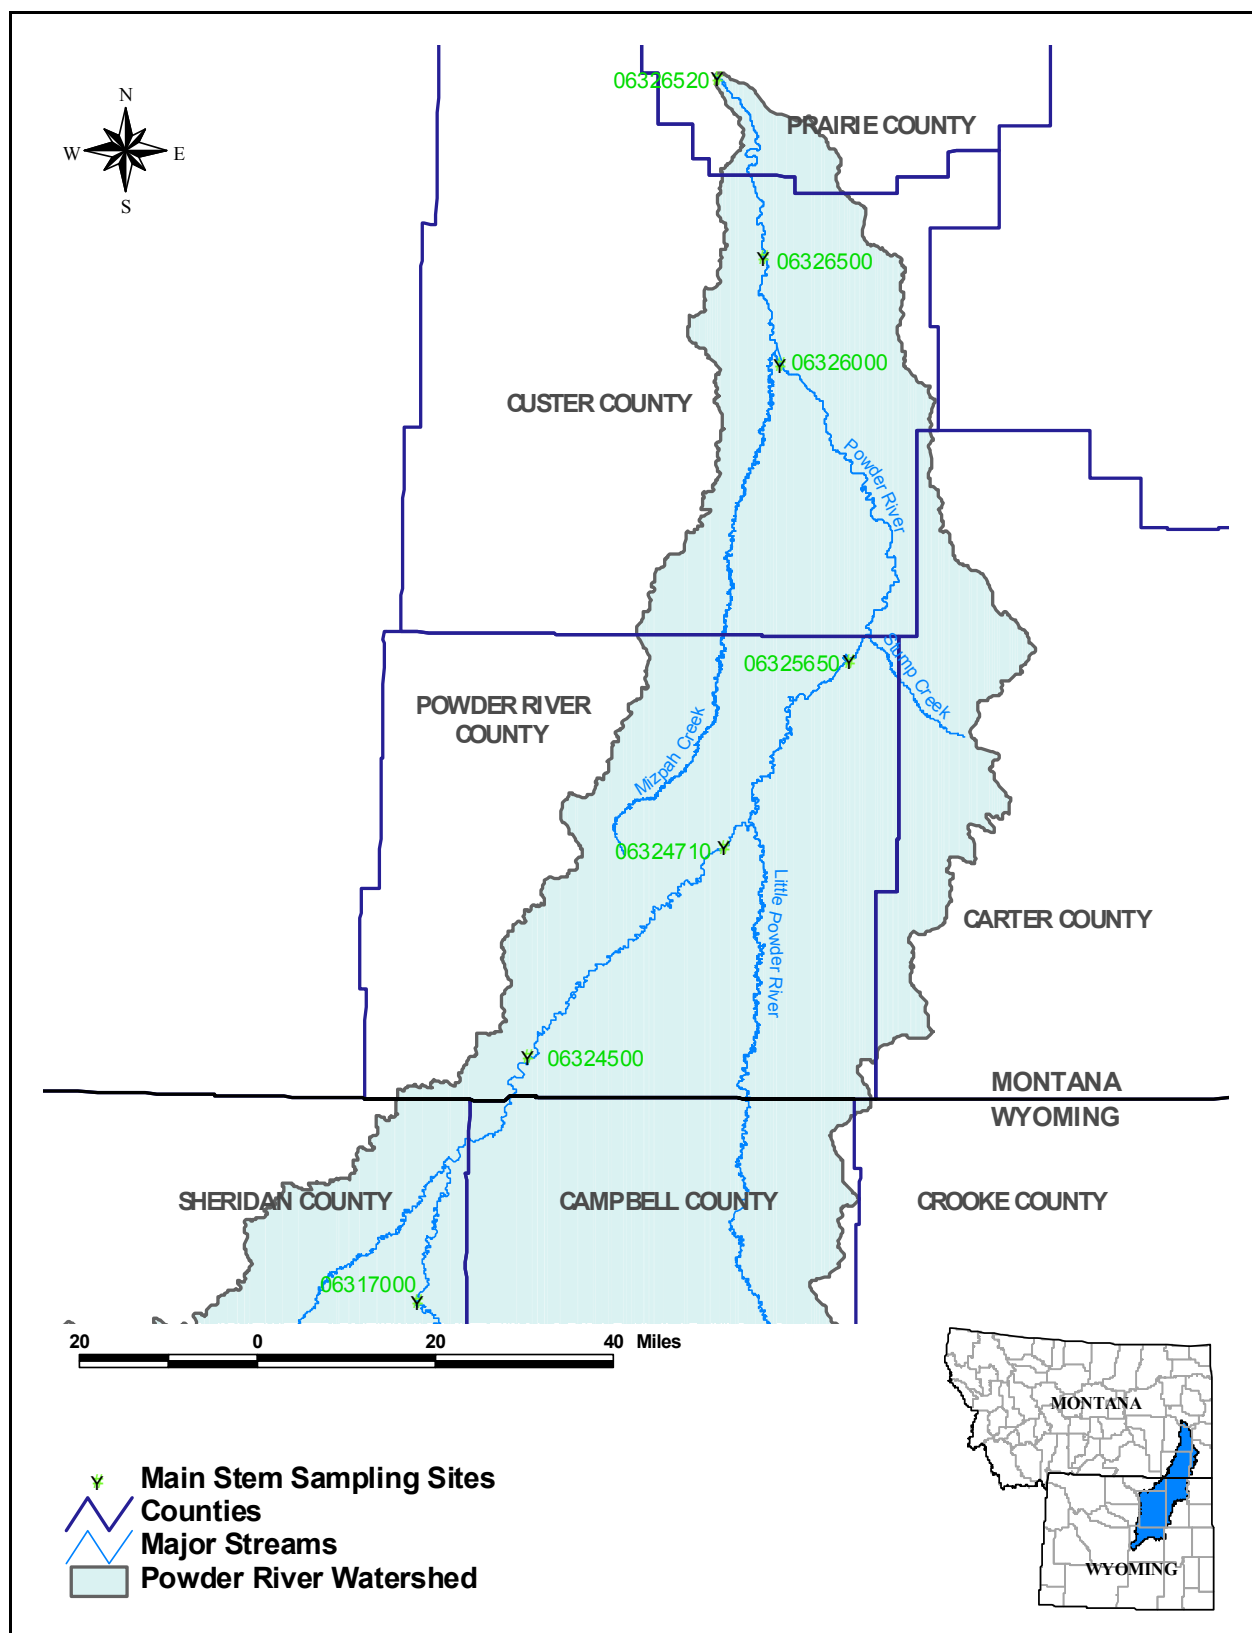 06326520
PRAIRIE COUNTY
N
W
E
S
06326500
06326000
CUSTER COUNTY
Powder River
06325650
Stump Creek
POWDER RIVER
COUNTY
Mizpah Creek
06324710
Little Powder River
CARTER COUNTY
06324500
MONTANA
WYOMING
SHERIDAN COUNTY
CAMPBELL COUNTY
CROOKE COUNTY
06317000
20 0 20 40 Miles
MONTANA
WYOMING
Y Main Stem Sampling Sites
Counties
Major Streams
Powder River Watershed